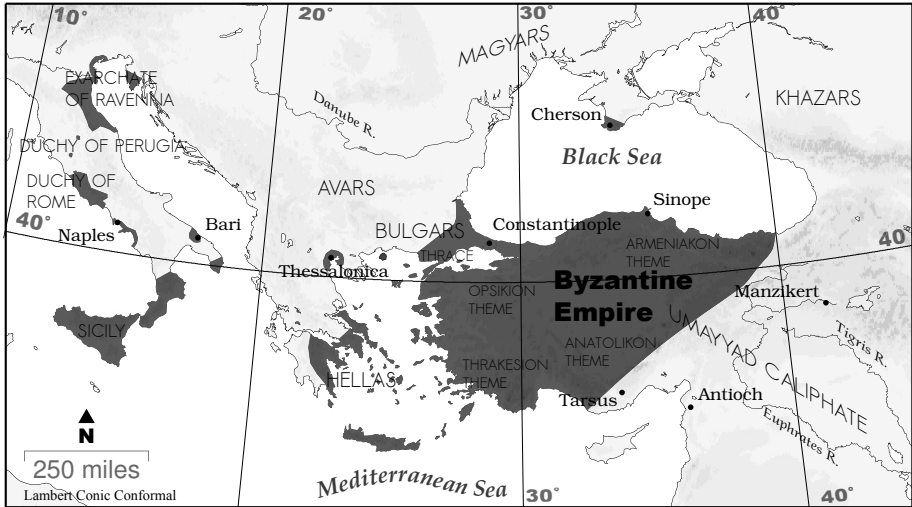 10°
20°
30°
40°
MAGYARS
EXARCHATE
OF RAVENNA
KHAZARS
Danube R.
Cherson
Black Sea
DUCHY OF PERUGIA
DUCHY OF
ROME
AVARS
Sinope
40°
Naples
Bari
BULGARS
Constantinople
40°
THRACE
ARMENIAKON
THEME
Thessalonica
Byzantine
Empire
OPSIKION
THEME
Manzikert
SICILY
UMAYYAD CALIPHATE
Tigris R.
ANATOLIKON
THEME
HELLAS
THRAKESION
THEME
Tarsus
Antioch
Euphrates R.
N
250 miles
Lambert Conic Conformal
Mediterranean Sea
30°
40°